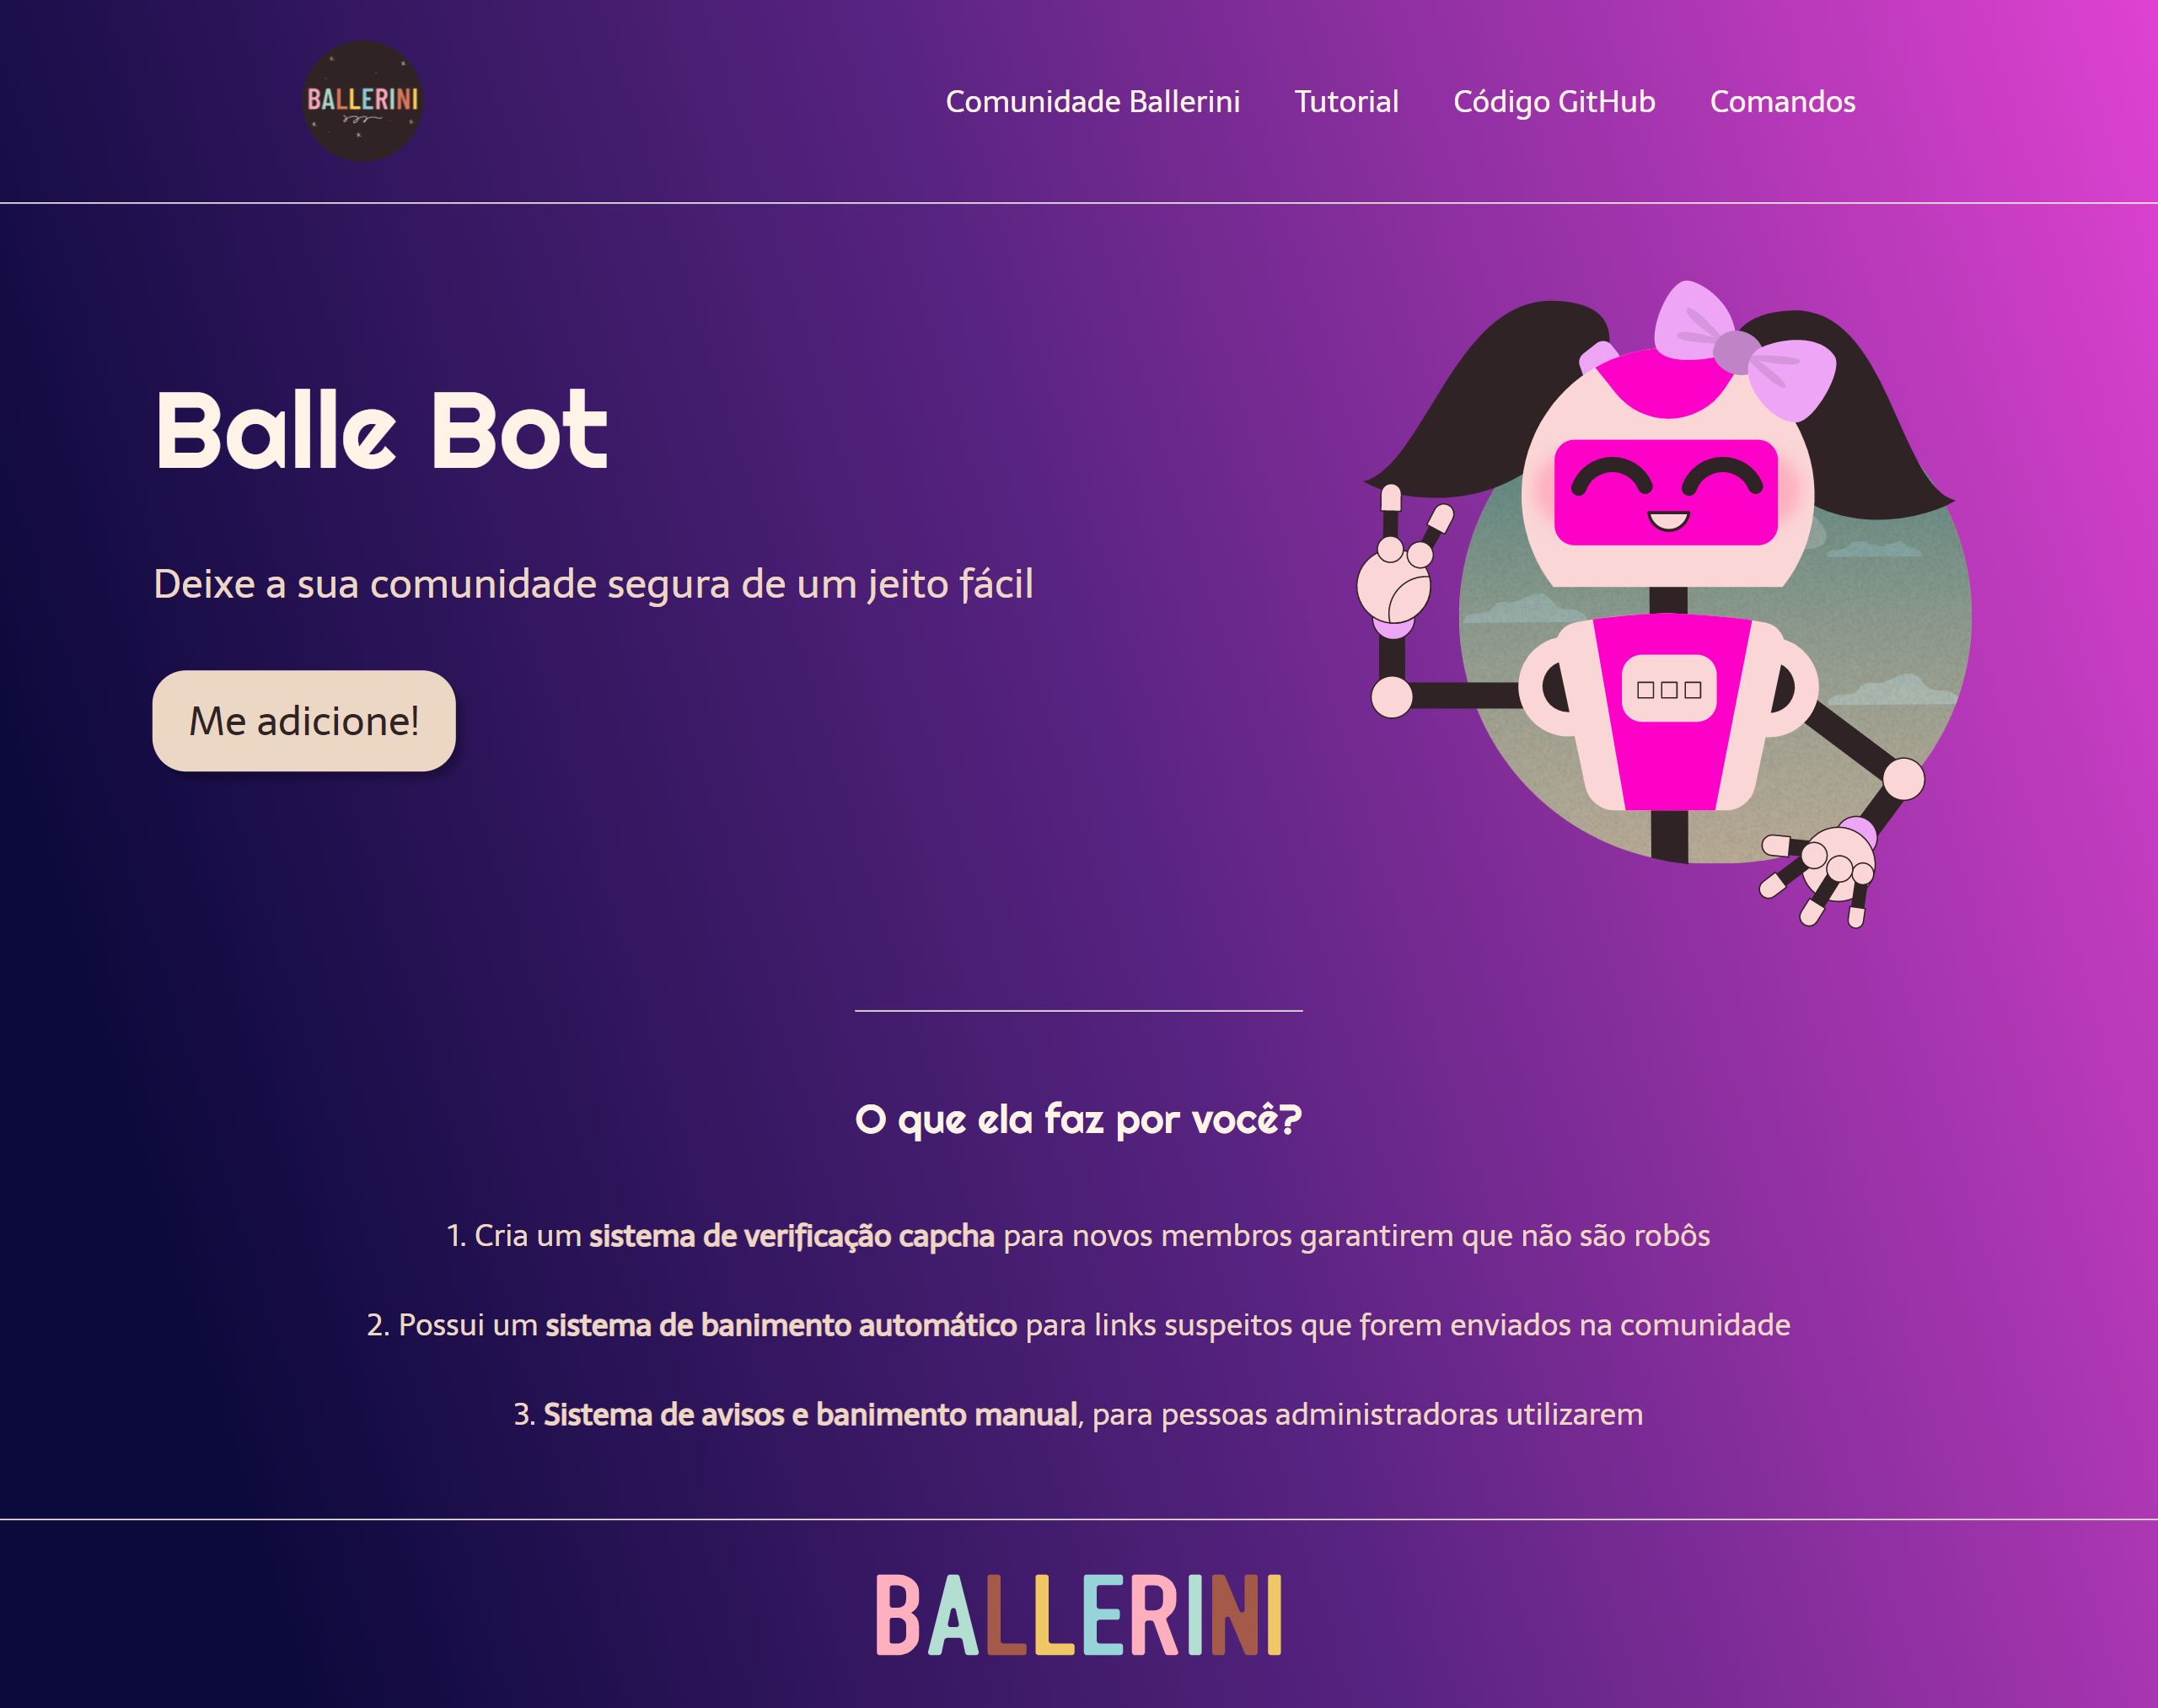 BALLERINI
Comunidade Ballerini
Tutorial
Código GitHub
Comandos
Balle Bot
Deixe a sua comunidade segura de um jeito fácil
Me adicione!
O que ela faz por você?
1. Cria um sistema de verificação capcha para novos membros garantirem que não são robôs
2. Possui um sistema de banimento automático para links suspeitos que forem enviados na comunidade
3. Sistema de avisos e banimento manual, para pessoas administradoras utilizarem
BALLERINI